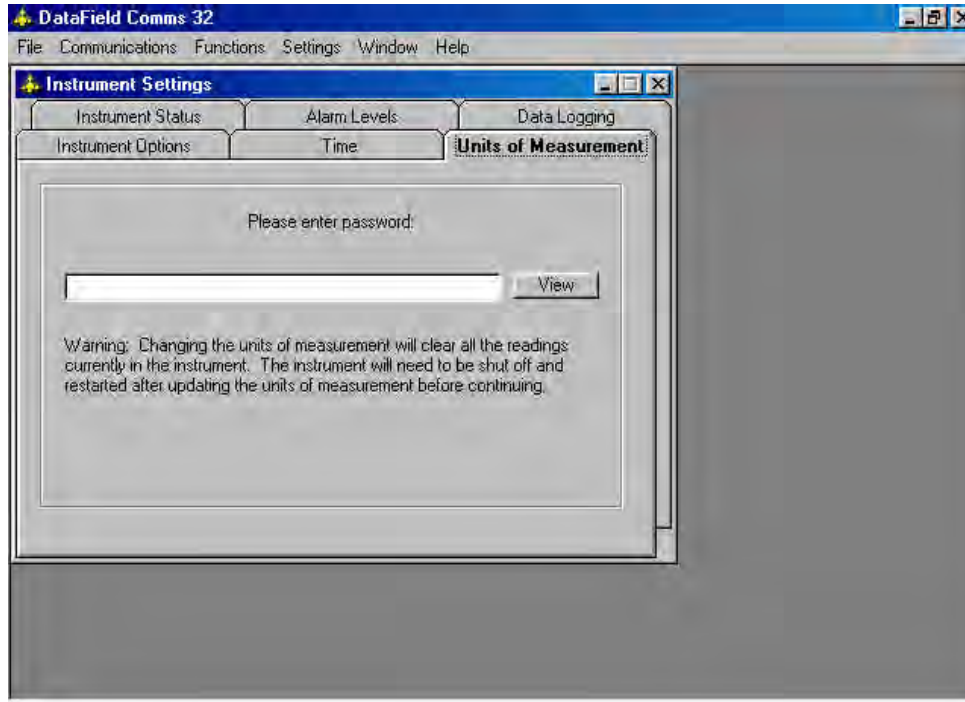 DataField Comms 32
File Communications Functions Settings Window Help
Instrument Settings
Instrument Status Alarm Levels Data Logging
Instrument Options Time Units of Measurement
Please enter password:
View
Warning: Changing the units of measurement will clear all the readings
currently in the instrument. The instrument will need to be shut off and
restarted after updating the units of measurement before continuing.